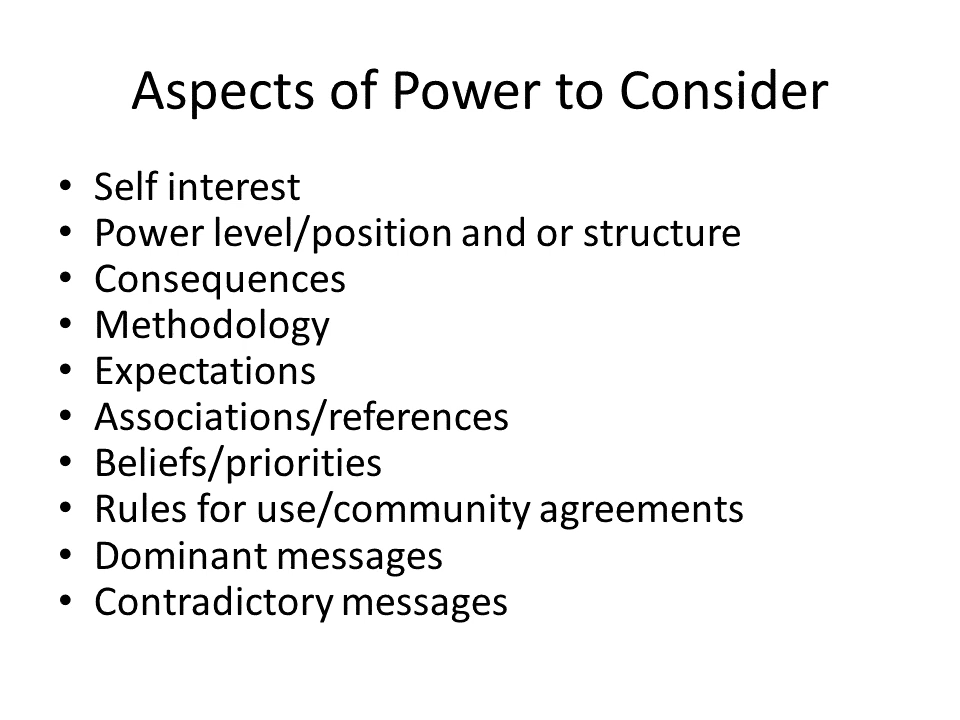 Aspects of Power to Consider
• Self interest
• Power level/position and or structure
• Consequences
• Methodology
• Expectations
• Associations/references
• Beliefs/priorities
• Rules for use/community agreements
• Dominant messages
• Contradictory messages